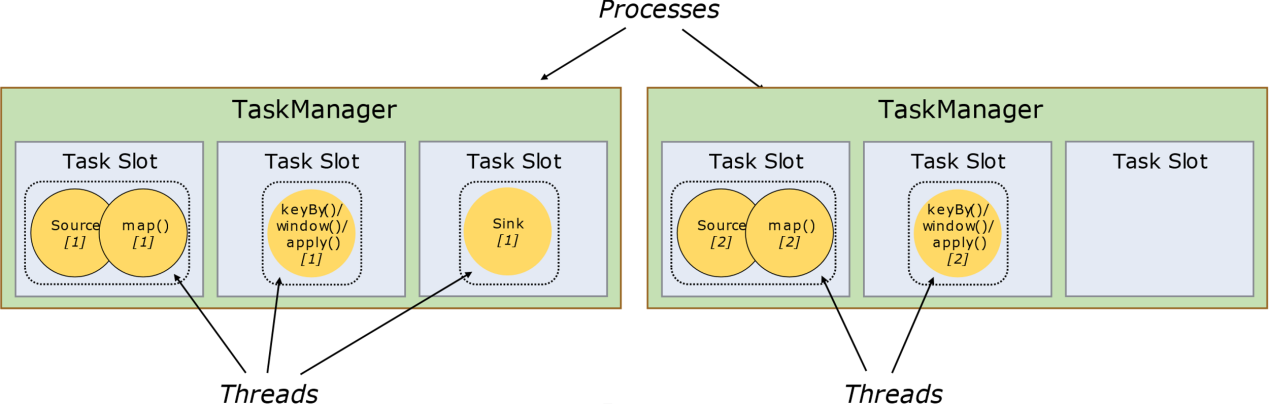 Processes
TaskManager
Task Slot
Task Slot
Task Slot
Source
[1]
map()
[1]
keyBy()/
window()/
apply()
[1]
Sink
[1]
TaskManager
Task Slot
Task Slot
Task Slot
Source
[2]
map()
[2]
keyBy()/
window()/
apply()
[2]
Threads
Threads